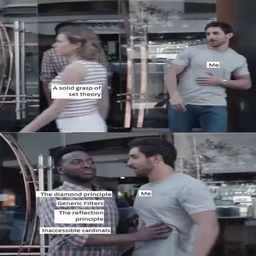 A solid grasp of
set theory
Me
The diamond principle
Generic Filters
The reflection
principle
Inaccessible cardinals
Me